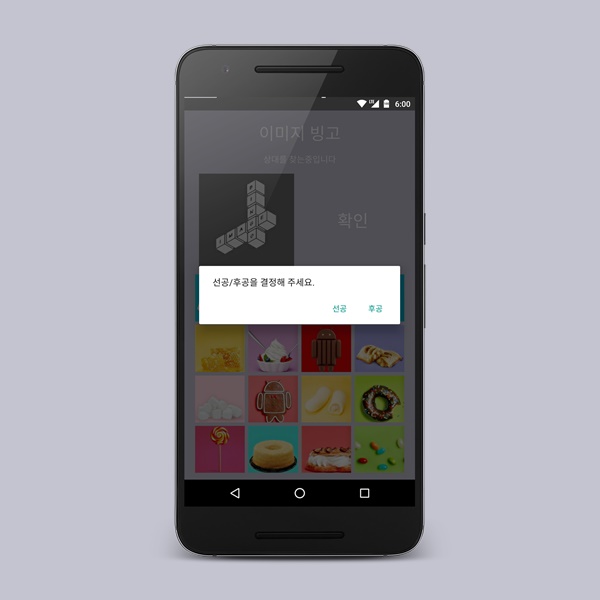 6:00
이미지 빙고
상대를 찾는중입니다
확인
선공/후공을 결정해 주세요.
선공 후공